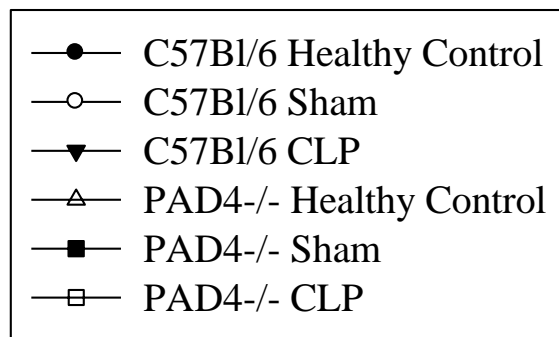 C57Bl/6 Healthy Control
C57Bl/6 Sham
C57Bl/6 CLP
PAD4-/- Healthy Control
PAD4-/- Sham
PAD4-/- CLP